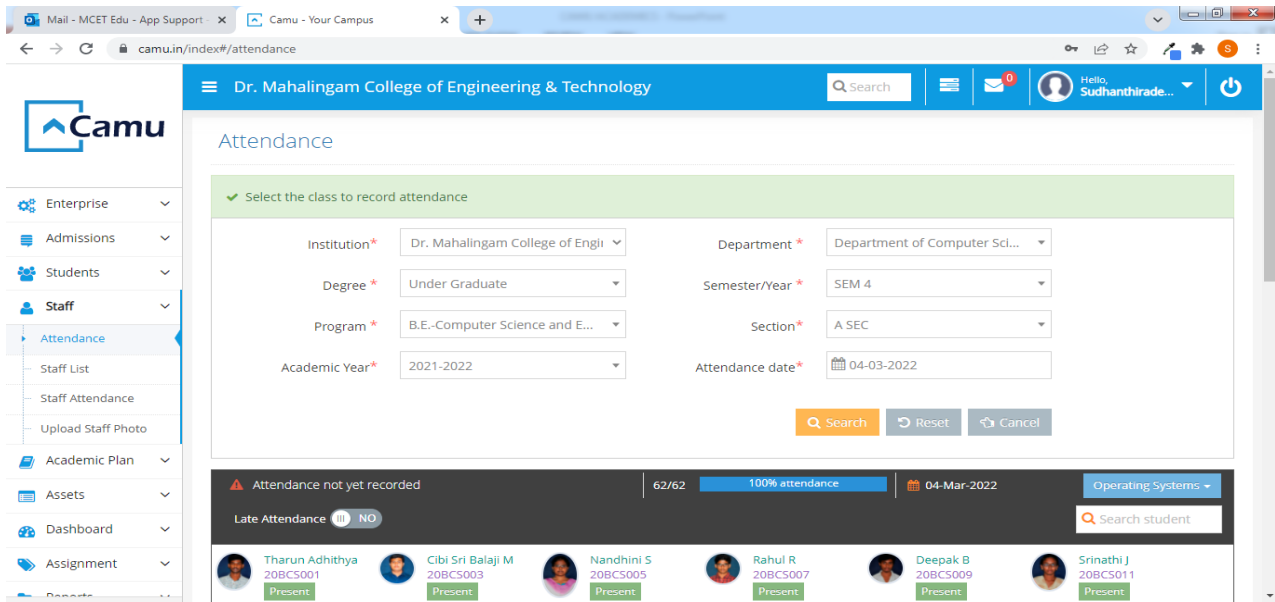 Mail - MCET Edu - App Support
Camu - Your Campus
camu.in/index#/attendance
S
Camu
Dr. Mahalingam College of Engineering & Technology
Search
0
Hello,
Sudhanthirade...
Attendance
Enterprise
Admissions
Students
Staff
Attendance
Staff List
Staff Attendance
Upload Staff Photo
Academic Plan
Assets
Dashboard
Assignment
Reports
Select the class to record attendance
Institution* Dr. Mahalingam College of Engir Department * Department of Computer Sci...
Degree * Under Graduate Semester/Year * SEM 4
Program * B.E.-Computer Science and E... Section* A SEC
Academic Year* 2021-2022 Attendance date* 04-03-2022
Search Reset Cancel
Attendance not yet recorded 62/62 100% attendance 04-Mar-2022 Operating Systems
Late Attendance NO Search student
Tharun Adhithya Cibi Sri Balaji M Nandhini S Rahul R Deepak B Srinathi J
20BCS001 20BCS003 20BCS005 20BCS007 20BCS009 20BCS011
Present Present Present Present Present Present